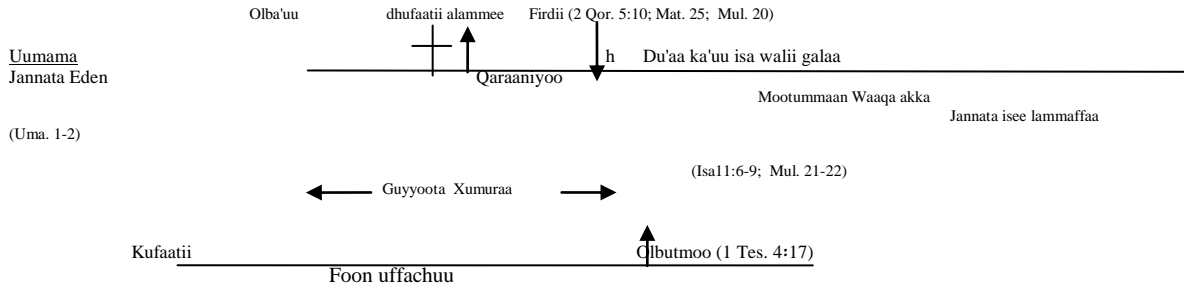 Olba'uu dhufaatii alammee Firdii (2 Qor. 5:10; Mat. 25; Mul. 20)
Uumama h Du'aa ka'uu isa walii galaa
Jannata Eden Qaraaniyoo
Mootummaan Waaqa akka
Jannata isee lammaffaa
(Uma. 1-2)
(Isa11:6-9; Mul. 21-22)
Guyyoota Xumuraa
Kufaatii Olbutmoo (1 Tes. 4:17)
Foon uffachuu